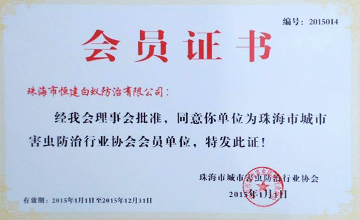 编号：2015014
会员证书
珠海市恒建白蚁防治有限公司：
经我会理事会批准，同意你单位为珠海市城市
害虫防治行业协会会员单位，特发此证！
珠海市城市害虫防治行业协会
2015年1月1日
有效期：2015年1月1日至2015年12月31日